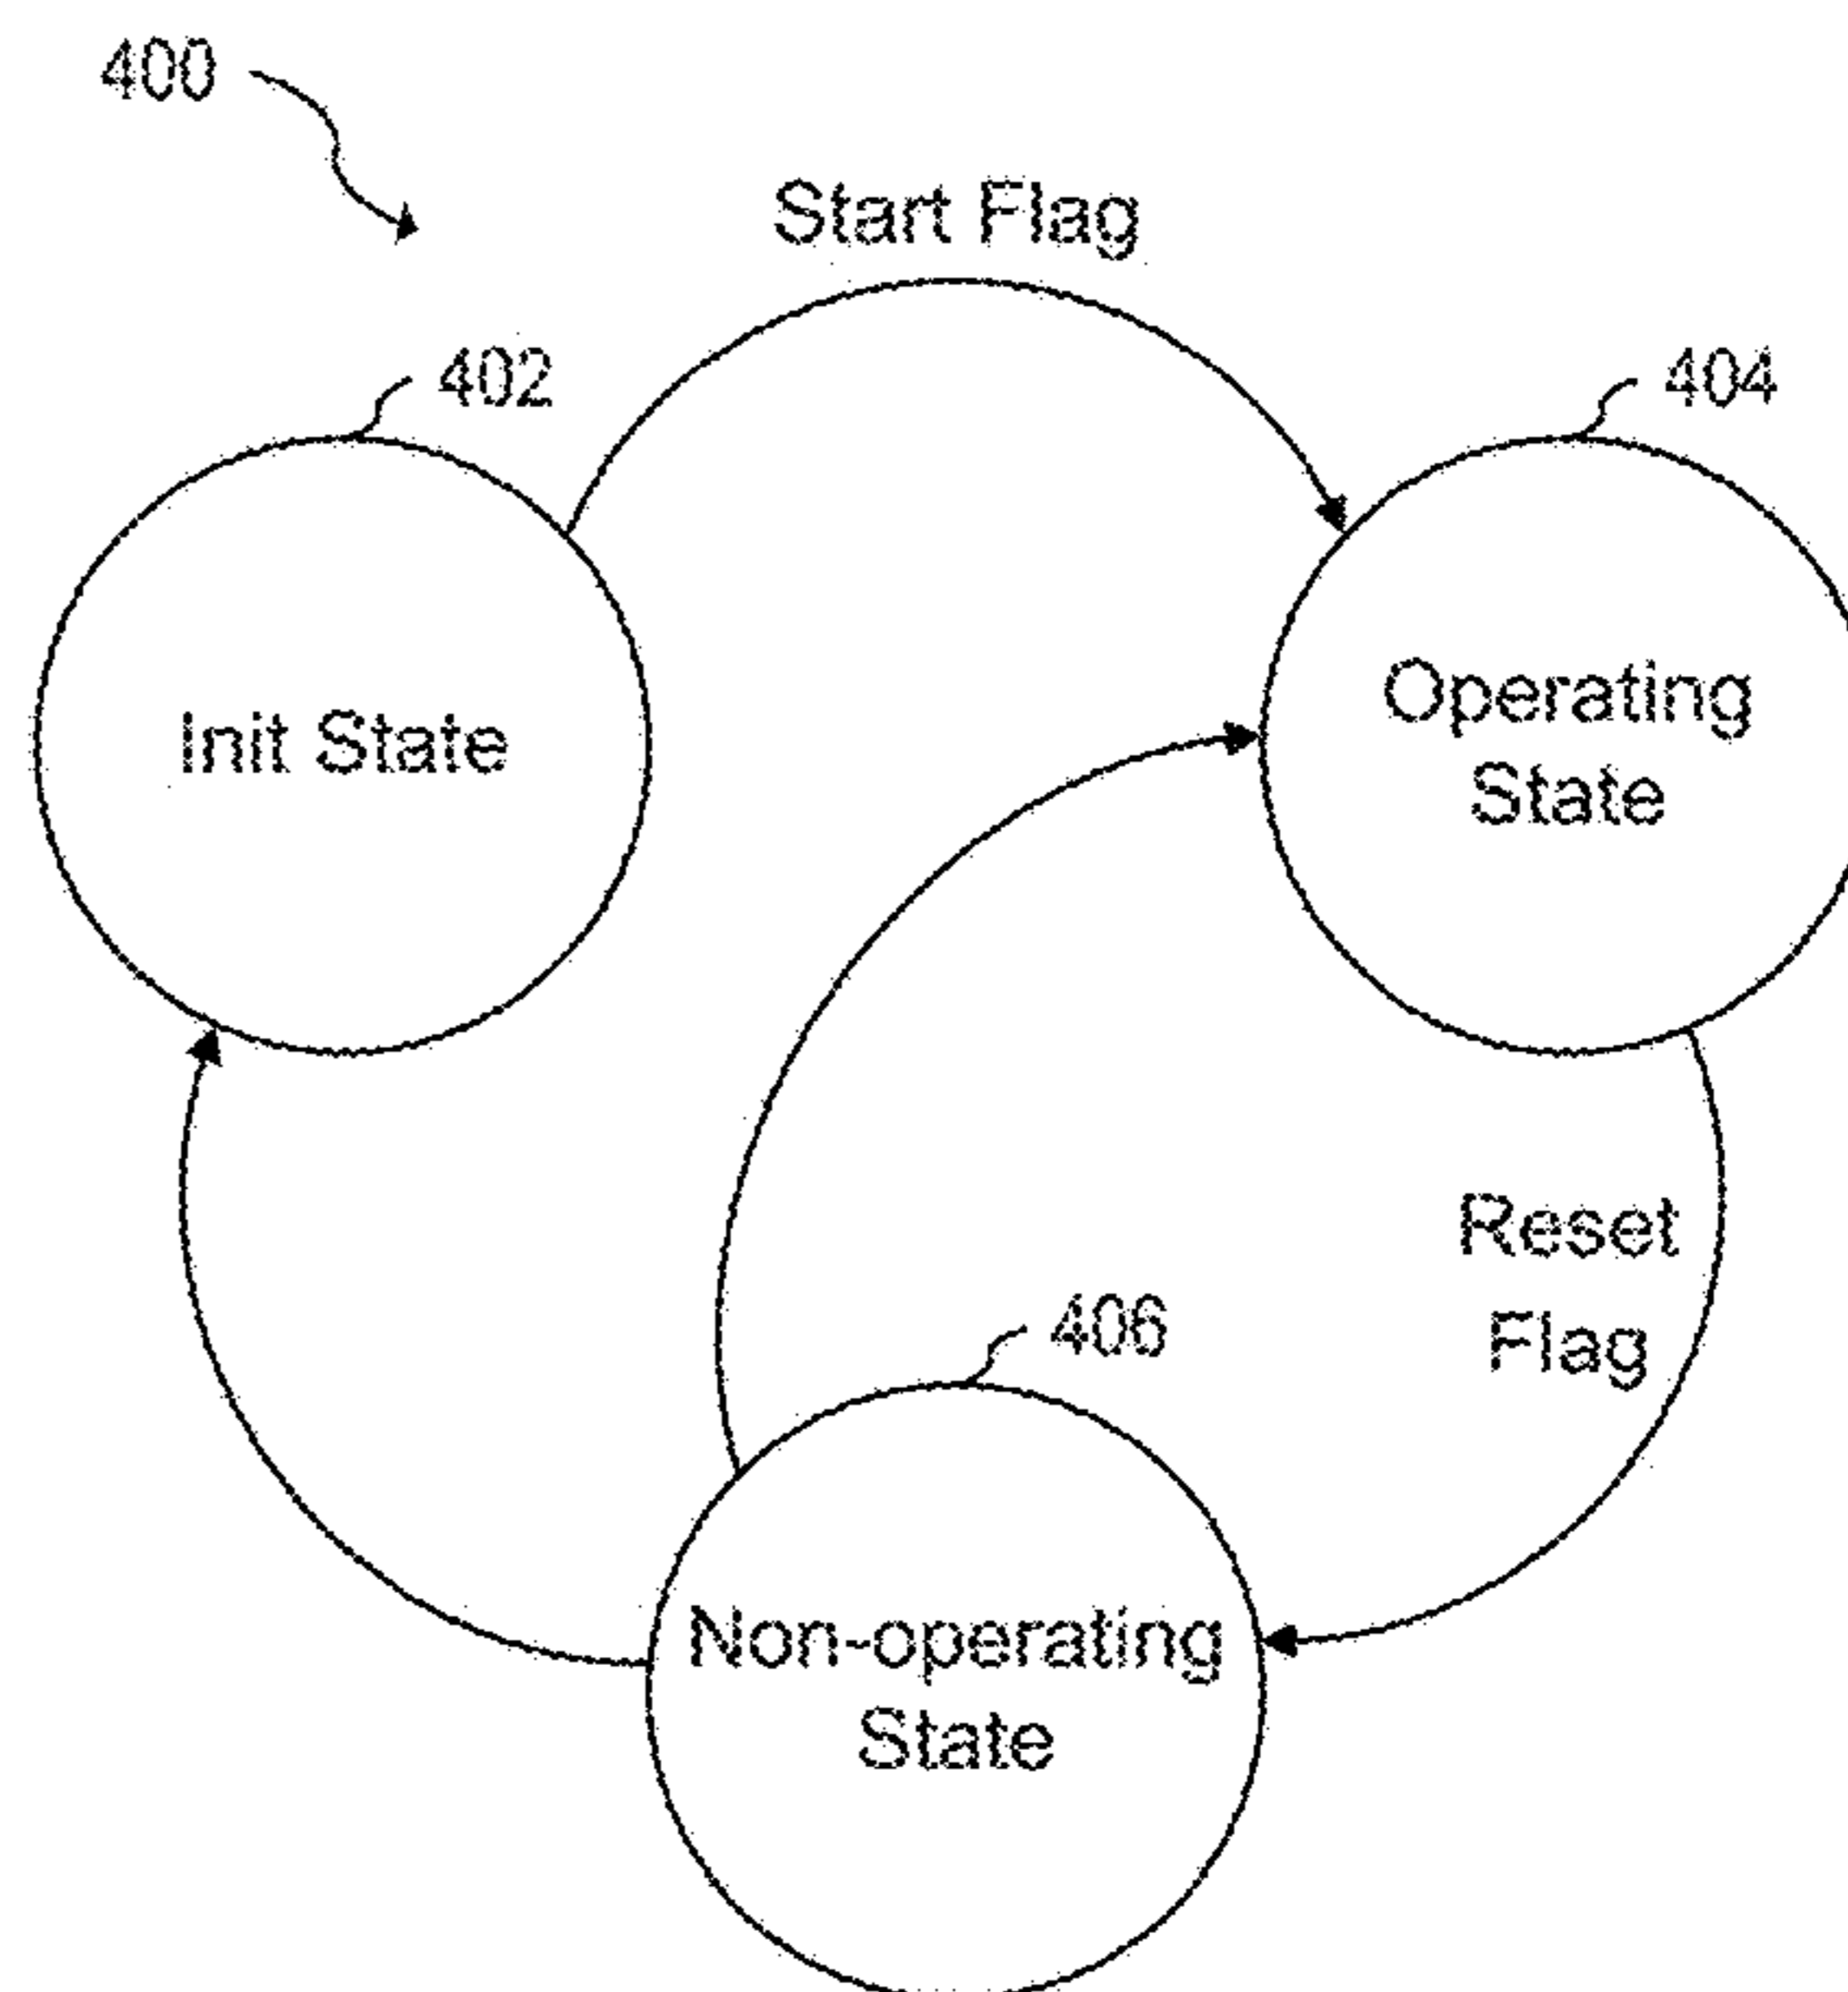 400
Start Flag
402
404
Init State
Operating
State
Reset
Flag
406
Non-operating
State